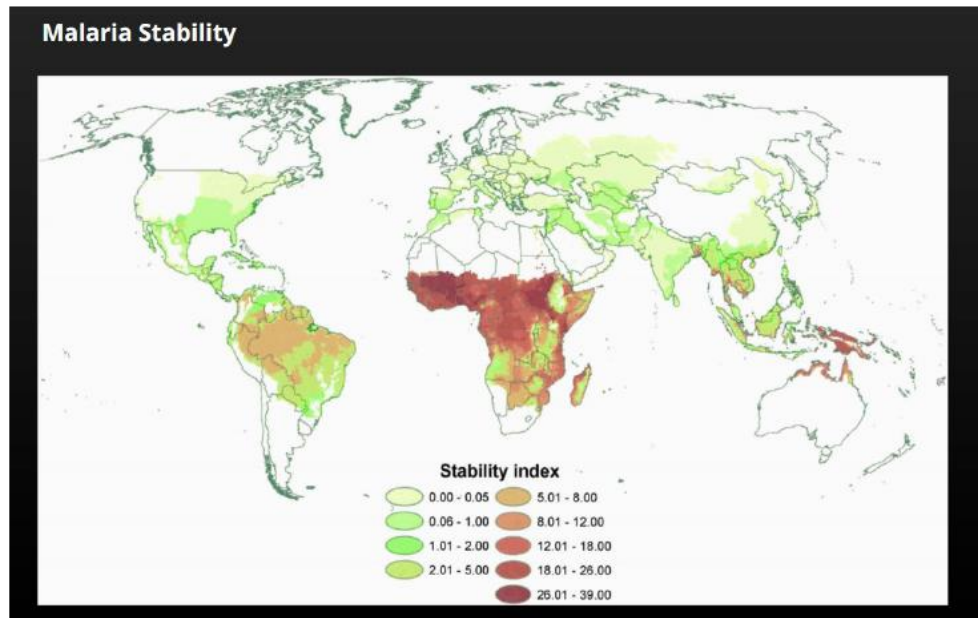 Malaria Stability
Stability index
0.00 - 0.05
0.06 - 1.00
1.01 - 2.00
2.01 - 5.00
5.01 - 8.00
8.01 - 12.00
12.01 - 18.00
18.01 - 26.00
26.01 - 39.00